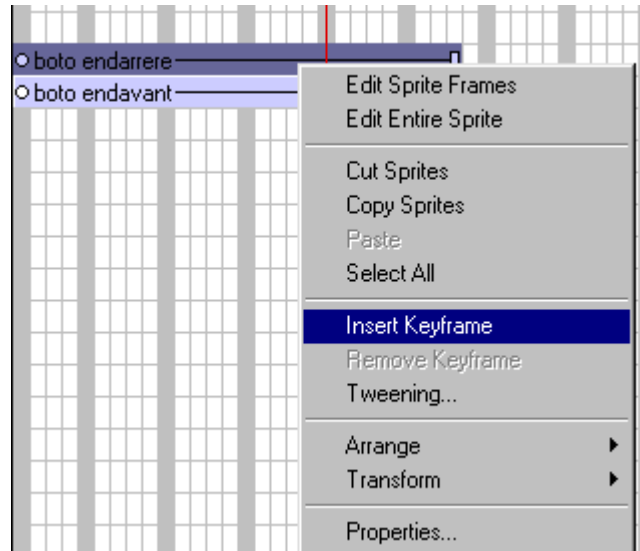 boto endarrere
boto endavant
Edit Sprite Frames
Edit Entire Sprite
Cut Sprites
Copy Sprites
Paste
Select All
Insert Keyframe
Remove Keyframe
Tweening...
Arrange
Transform
Properties...